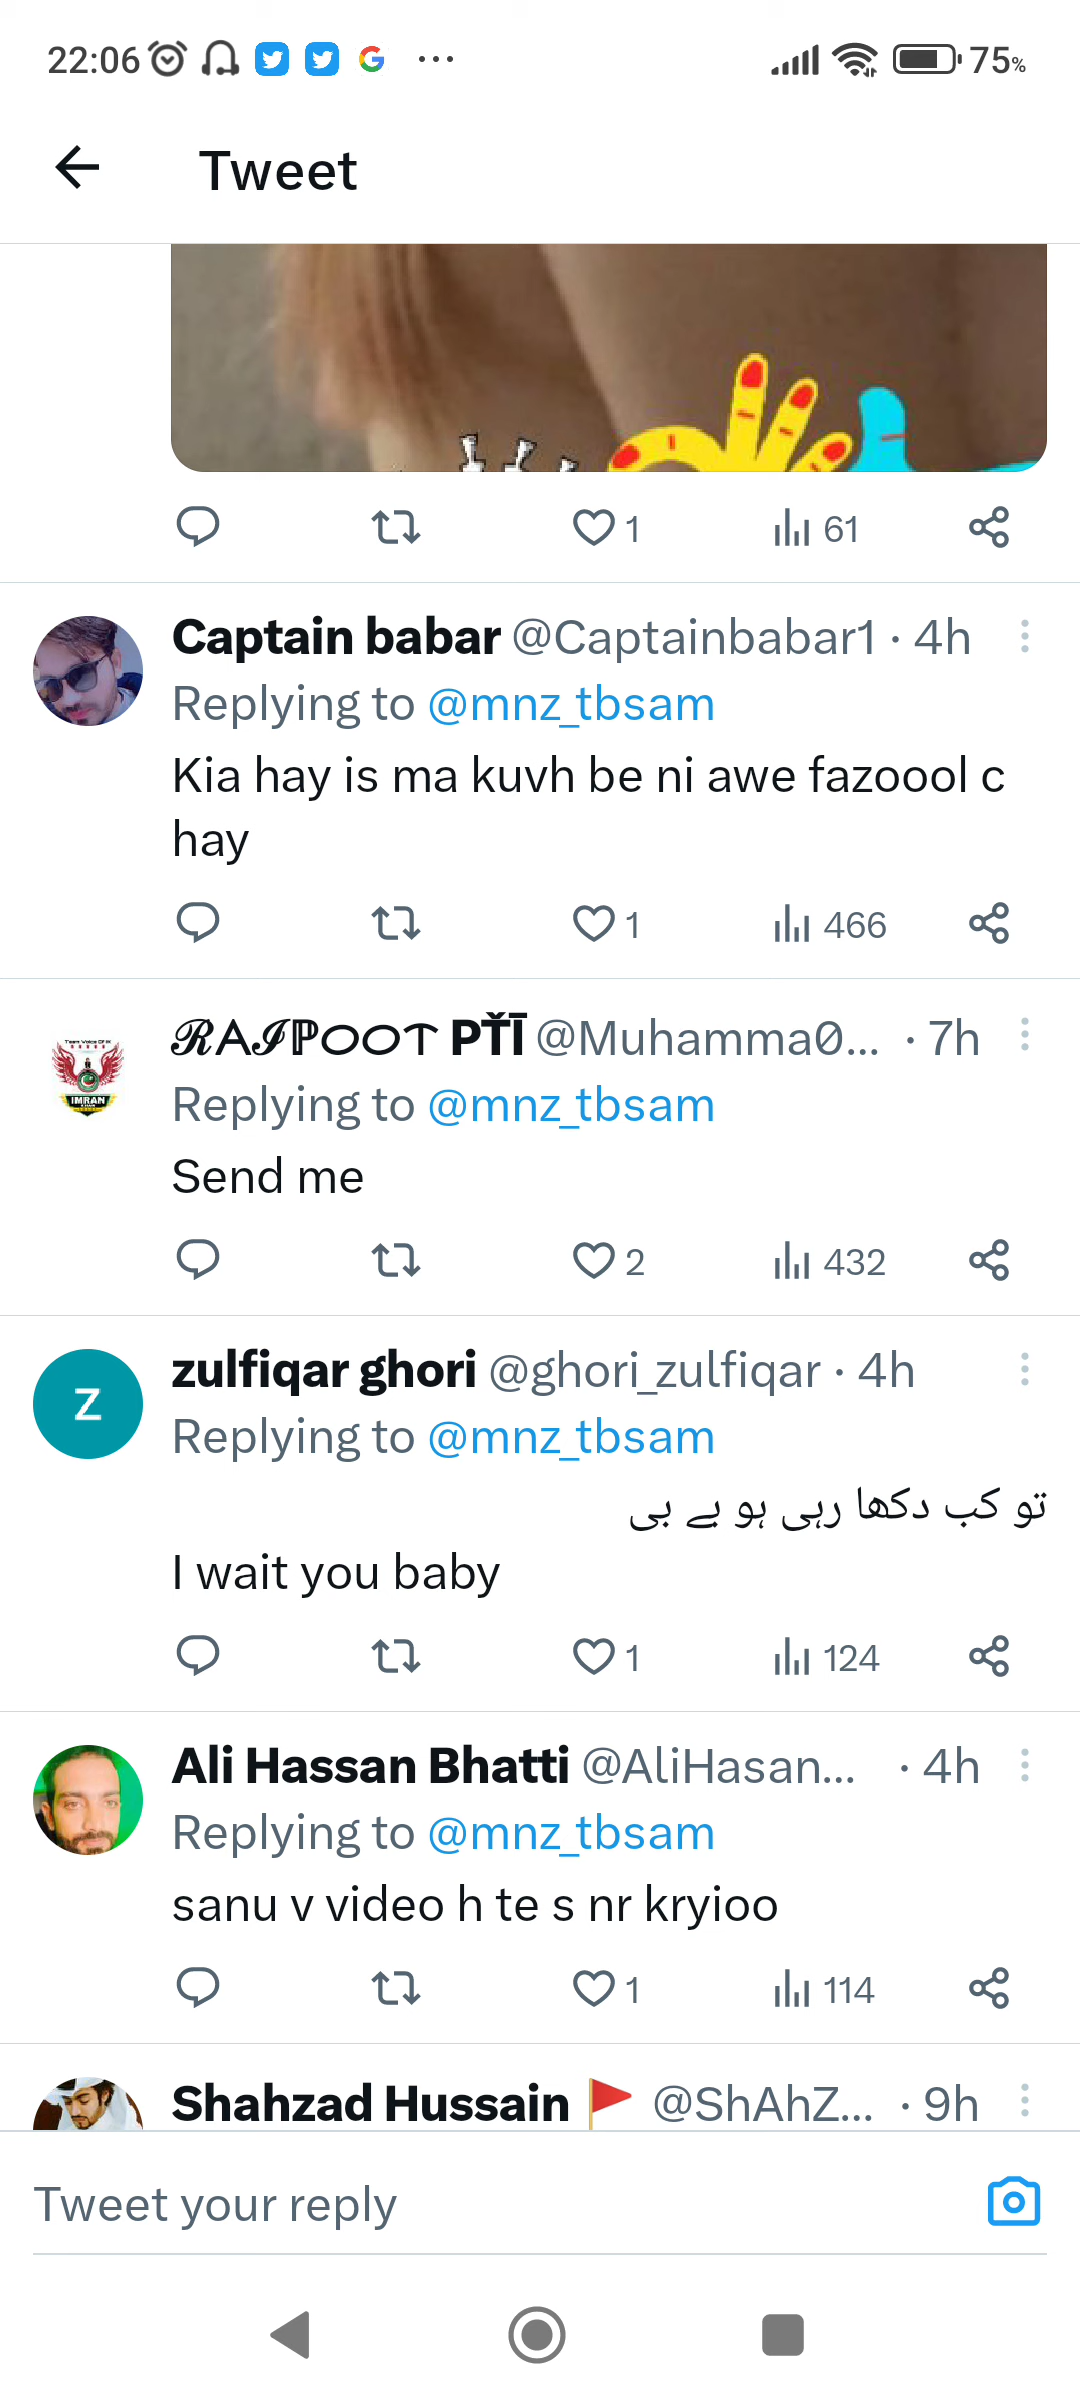 22:06 75%
Tweet
1 61
Captain babar @Captainbabar1 · 4h
Replying to @mnz_tbsam
Kia hay is ma kuvh be ni awe fazoool c
hay
1 466
ℛA𝓘ℙOOT PŤĪ @Muhamma0... · 7h
IMRAN
Replying to @mnz_tbsam
Send me
2 432
zulfiqar ghori @ghori_zulfiqar · 4h
Z
Replying to @mnz_tbsam
تو کب دکھا رہی ہو بے بی
I wait you baby
1 124
Ali Hassan Bhatti @AliHasan... · 4h
Replying to @mnz_tbsam
sanu v video h te s nr kryioo
1 114
Shahzad Hussain 🚩 @ShAhZ... · 9h
Tweet your reply